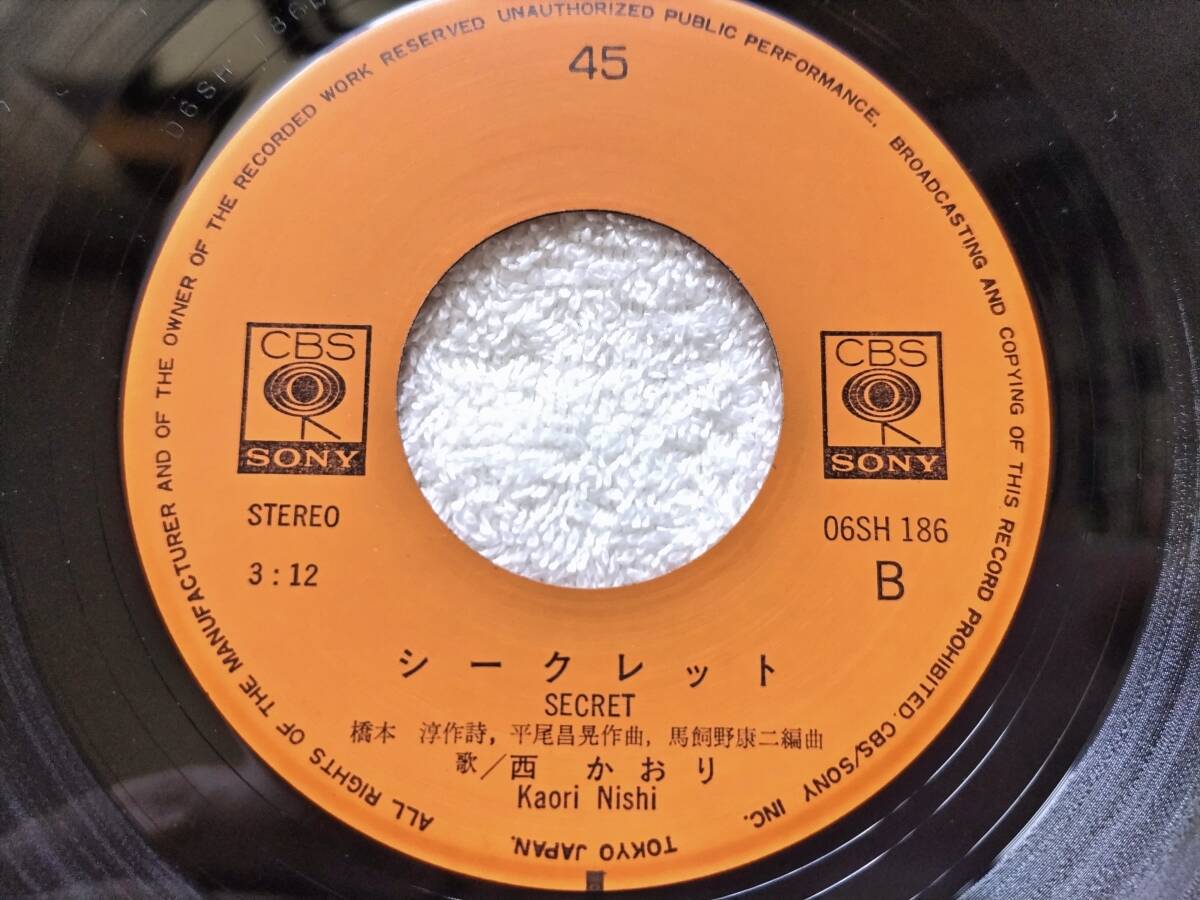 45
ALL RIGHTS OF THE MANUFACTURER AND OF THE OWNER OF THE RECORDED WORK RESERVED UNAUTHORIZED PUBLIC PERFORMANCE, BROADCASTING AND COPYING OF THIS RECORD PROHIBITED. CBS/SONY INC. TOKYO JAPAN.
CBS
SONY
CBS
SONY
STEREO
3:12
06SH 186
B
シークレット
SECRET
橋本 淳作詩, 平尾昌晃作曲, 馬飼野康二編曲
歌/西 かおり
Kaori Nishi